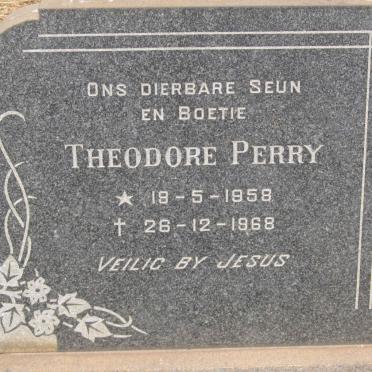 Ons dierbare Seun
en Boetie
Theodore Perry
★ 19-5-1958
† 26-12-1968
Veilig by Jesus